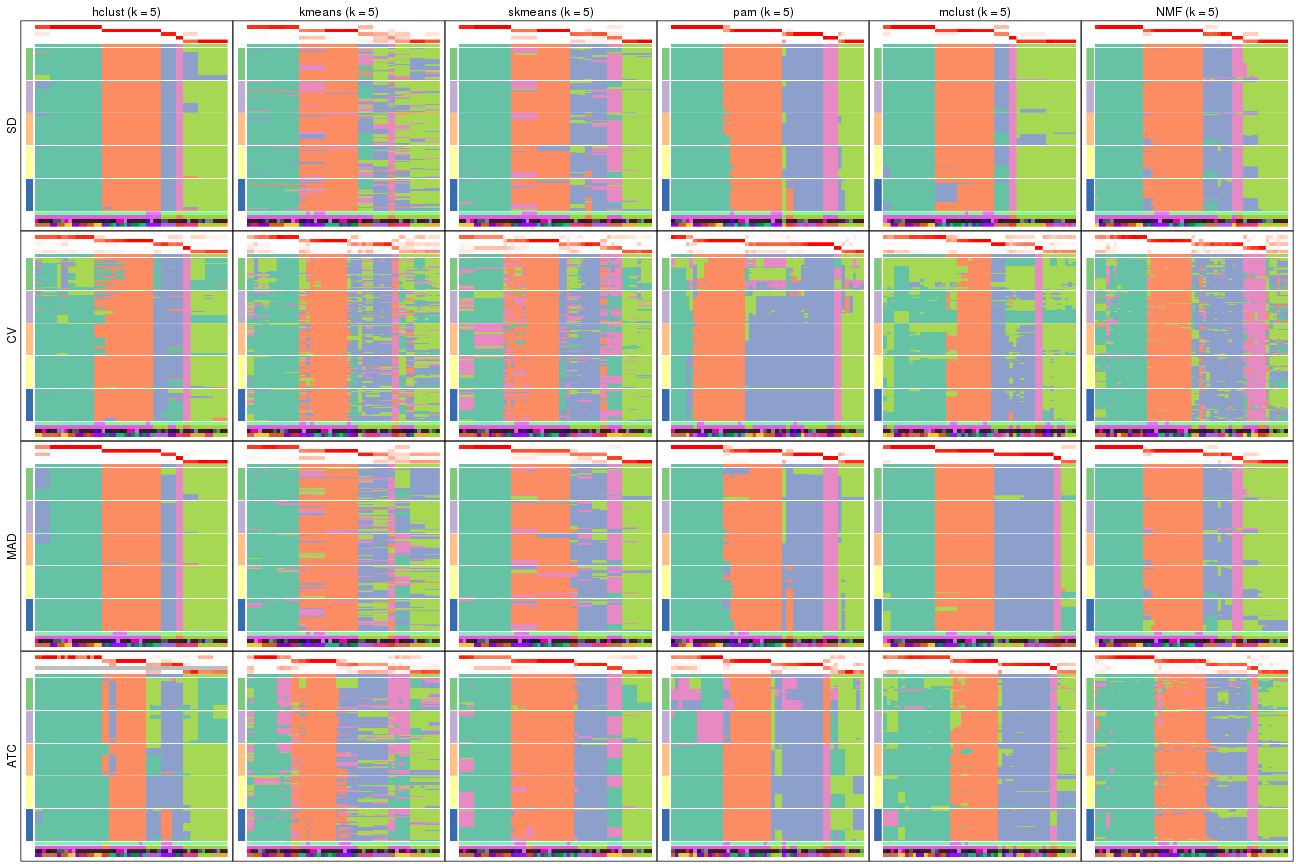 hclust (k = 5) kmeans (k = 5) skmeans (k = 5) pam (k = 5) mclust (k = 5) NMF (k = 5)
SD
CV
MAD
ATC